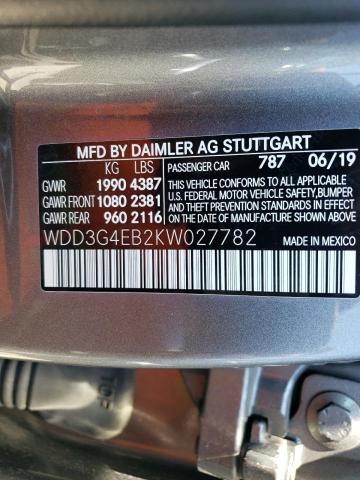 MFD BY DAIMLER AG STUTTGART
KG LBS PASSENGER CAR 787 06/19
GVWR 1990 4387
GAWR FRONT 1080 2381
GAWR REAR 960 2116
THIS VEHICLE CONFORMS TO ALL APPLICABLE
U.S. FEDERAL MOTOR VEHICLE SAFETY, BUMPER
AND THEFT PREVENTION STANDARDS IN EFFECT
ON THE DATE OF MANUFACTURE SHOWN ABOVE.
WDD3G4EB2KW027782 MADE IN MEXICO
TOP